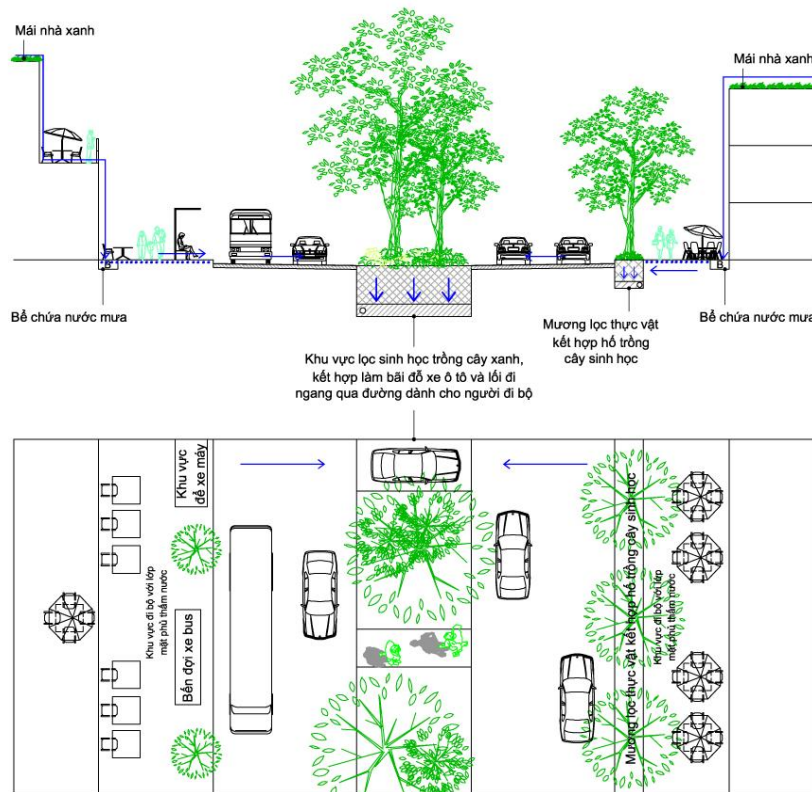 Mái nhà xanh
Mái nhà xanh
Bể chứa nước mưa
Mương lọc thực vật
kết hợp hố trồng
cây sinh học
Bể chứa nước mưa
Khu vực lọc sinh học trồng cây xanh,
kết hợp làm bãi đỗ xe ô tô và lối đi
ngang qua đường dành cho người đi bộ
Khu vực
để xe máy
Khu vực đi bộ với lớp
mặt phủ thấm nước
Bến đợi xe bus
Mương lọc thực vật kết hợp hố trồng cây sinh học
Khu vực đi bộ với lớp
mặt phủ thấm nước